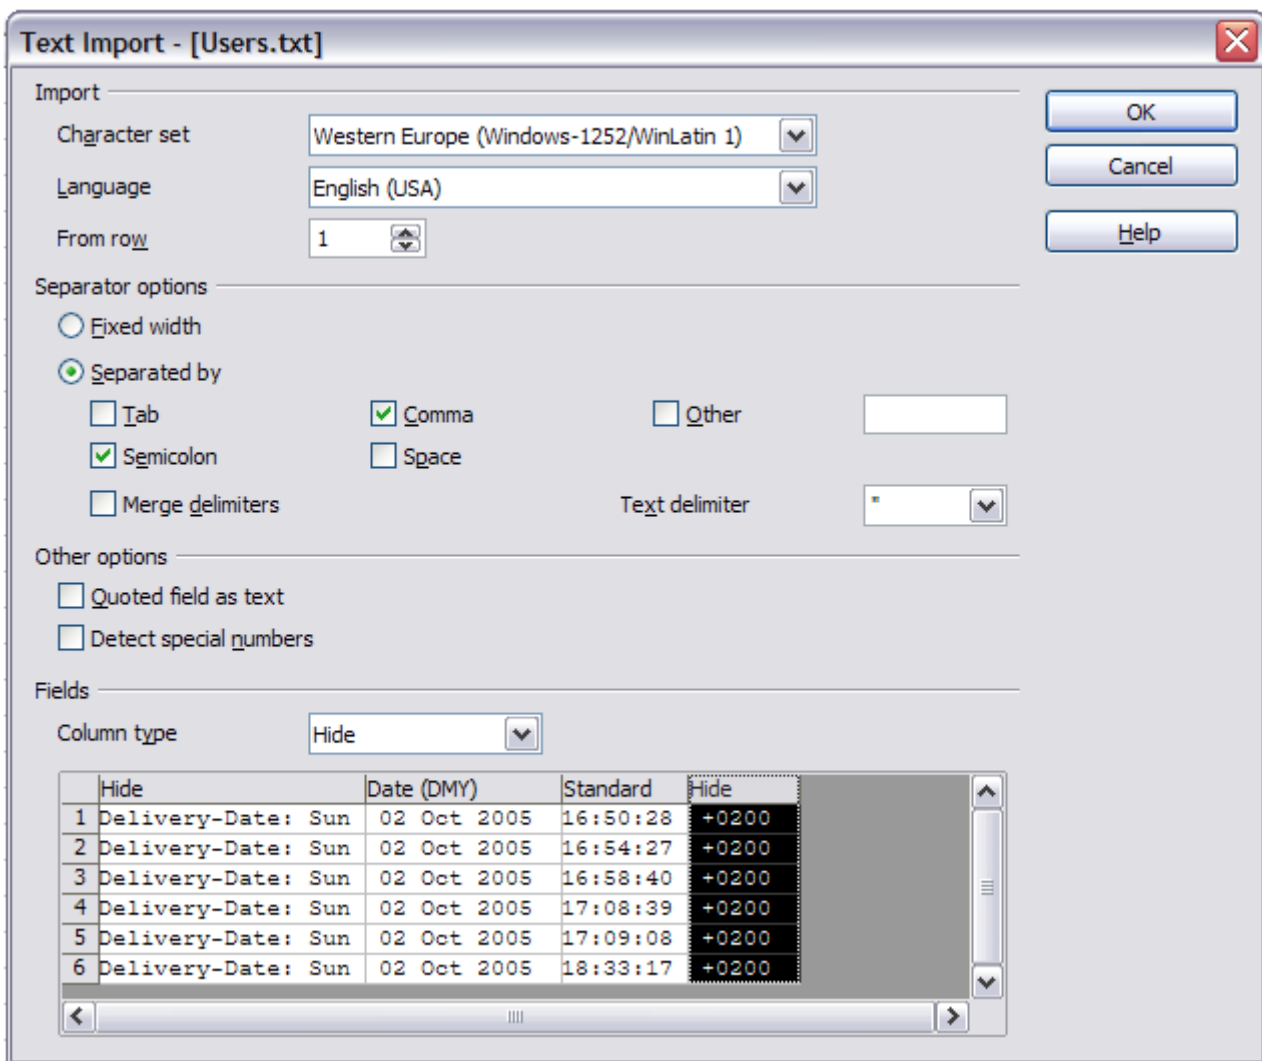 Text Import - [Users.txt]
Import
OK
Character set Western Europe (Windows-1252/WinLatin 1)
Cancel
Language English (USA)
From row 1
Help
Separator options
Fixed width
Separated by
Tab Comma Other
Semicolon Space
Merge delimiters Text delimiter "
Other options
Quoted field as text
Detect special numbers
Fields
Column type Hide
Hide Date (DMY) Standard Hide
1 Delivery-Date: Sun 02 Oct 2005 16:50:28 +0200
2 Delivery-Date: Sun 02 Oct 2005 16:54:27 +0200
3 Delivery-Date: Sun 02 Oct 2005 16:58:40 +0200
4 Delivery-Date: Sun 02 Oct 2005 17:08:39 +0200
5 Delivery-Date: Sun 02 Oct 2005 17:09:08 +0200
6 Delivery-Date: Sun 02 Oct 2005 18:33:17 +0200